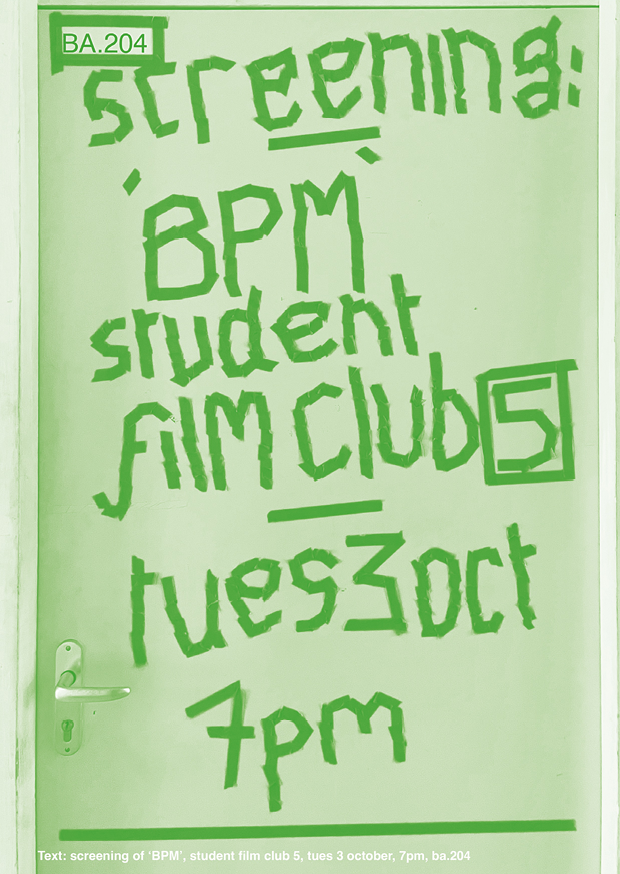 BA.204
screening:
'BPM'
student
film club 5
tues 3 oct
7pm
Text: screening of ‘BPM’, student film club 5, tues 3 october, 7pm, ba.204